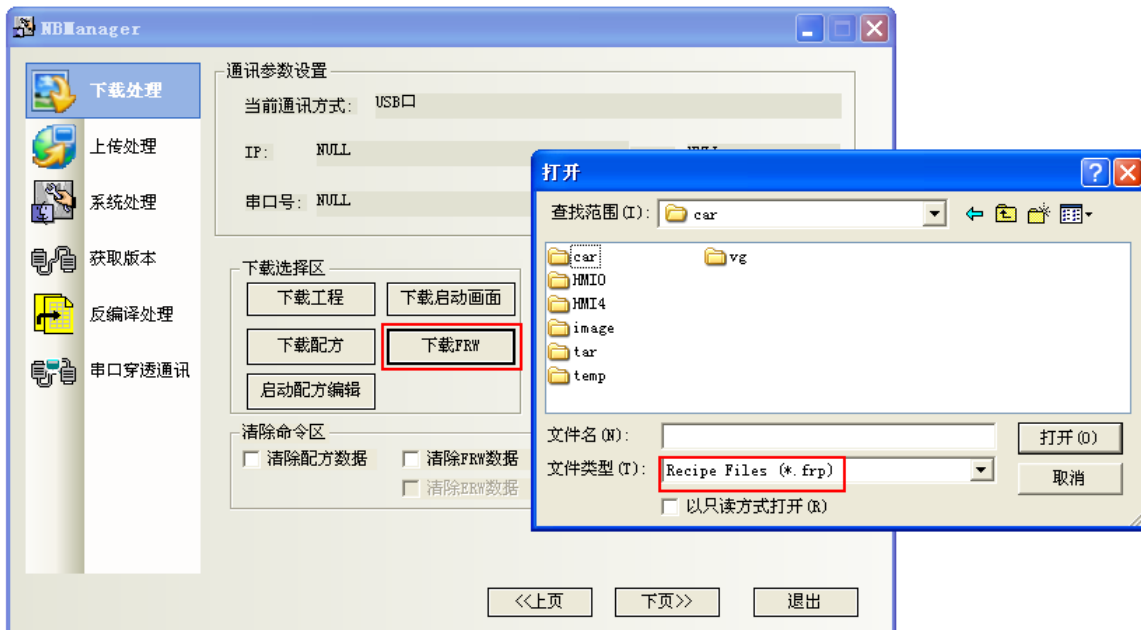 NBManager
下载处理
上传处理
系统处理
获取版本
反编译处理
串口穿透通讯
通讯参数设置
当前通讯方式: USB口
IP: NULL
串口号: NULL
下载选择区
下载工程
下载启动画面
下载配方
下载FRW
启动配方编辑
清除命令区
清除配方数据
清除FRW数据
清除ERW数据
<<上页
下页>>
退出
打开
查找范围(I): car
car
vg
HMI0
HMI4
image
tar
temp
文件名(N):
打开(O)
文件类型(T): Recipe Files (*.frp)
取消
以只读方式打开(R)